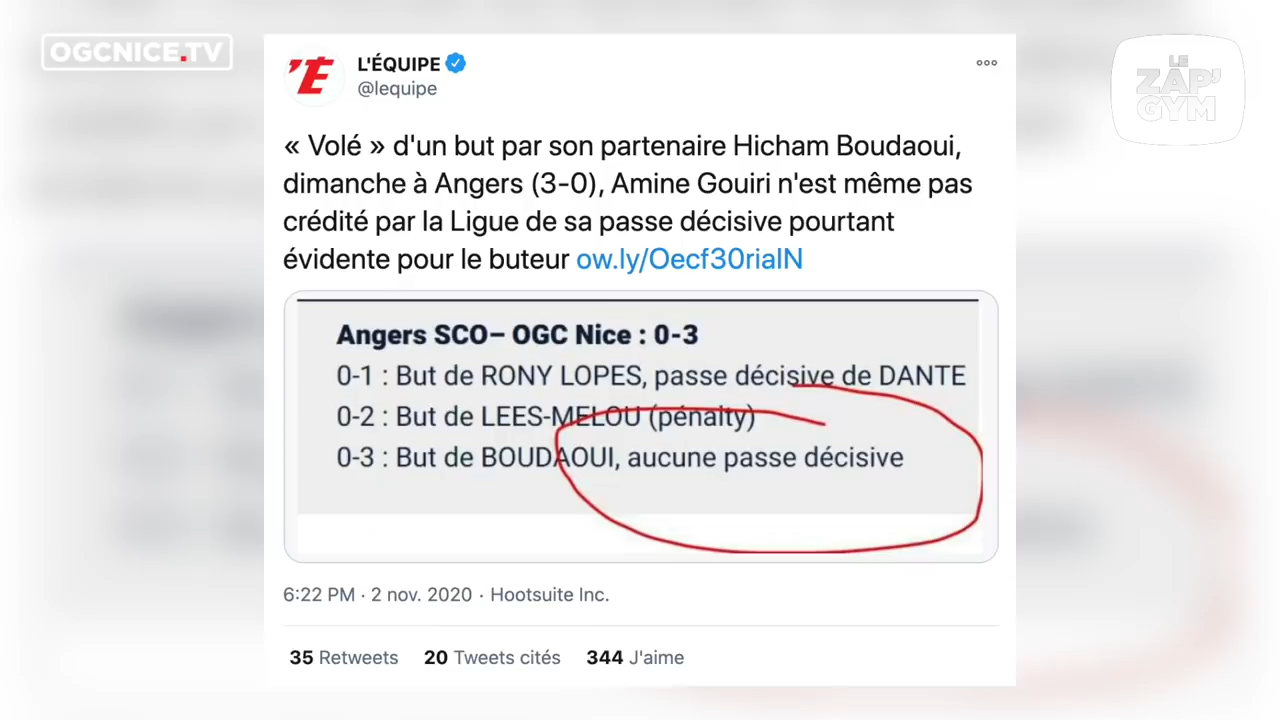 OGCNICE.TV
LE
ZAP'
GYM
L'ÉQUIPE
@lequipe
« Volé » d'un but par son partenaire Hicham Boudaoui,
dimanche à Angers (3-0), Amine Gouiri n'est même pas
crédité par la Ligue de sa passe décisive pourtant
évidente pour le buteur ow.ly/Oecf30rialN
Angers SCO– OGC Nice : 0-3
0-1 : But de RONY LOPES, passe décisive de DANTE
0-2 : But de LEES-MELOU (pénalty)
0-3 : But de BOUDAOUI, aucune passe décisive
6:22 PM · 2 nov. 2020 · Hootsuite Inc.
35 Retweets 20 Tweets cités 344 J'aime